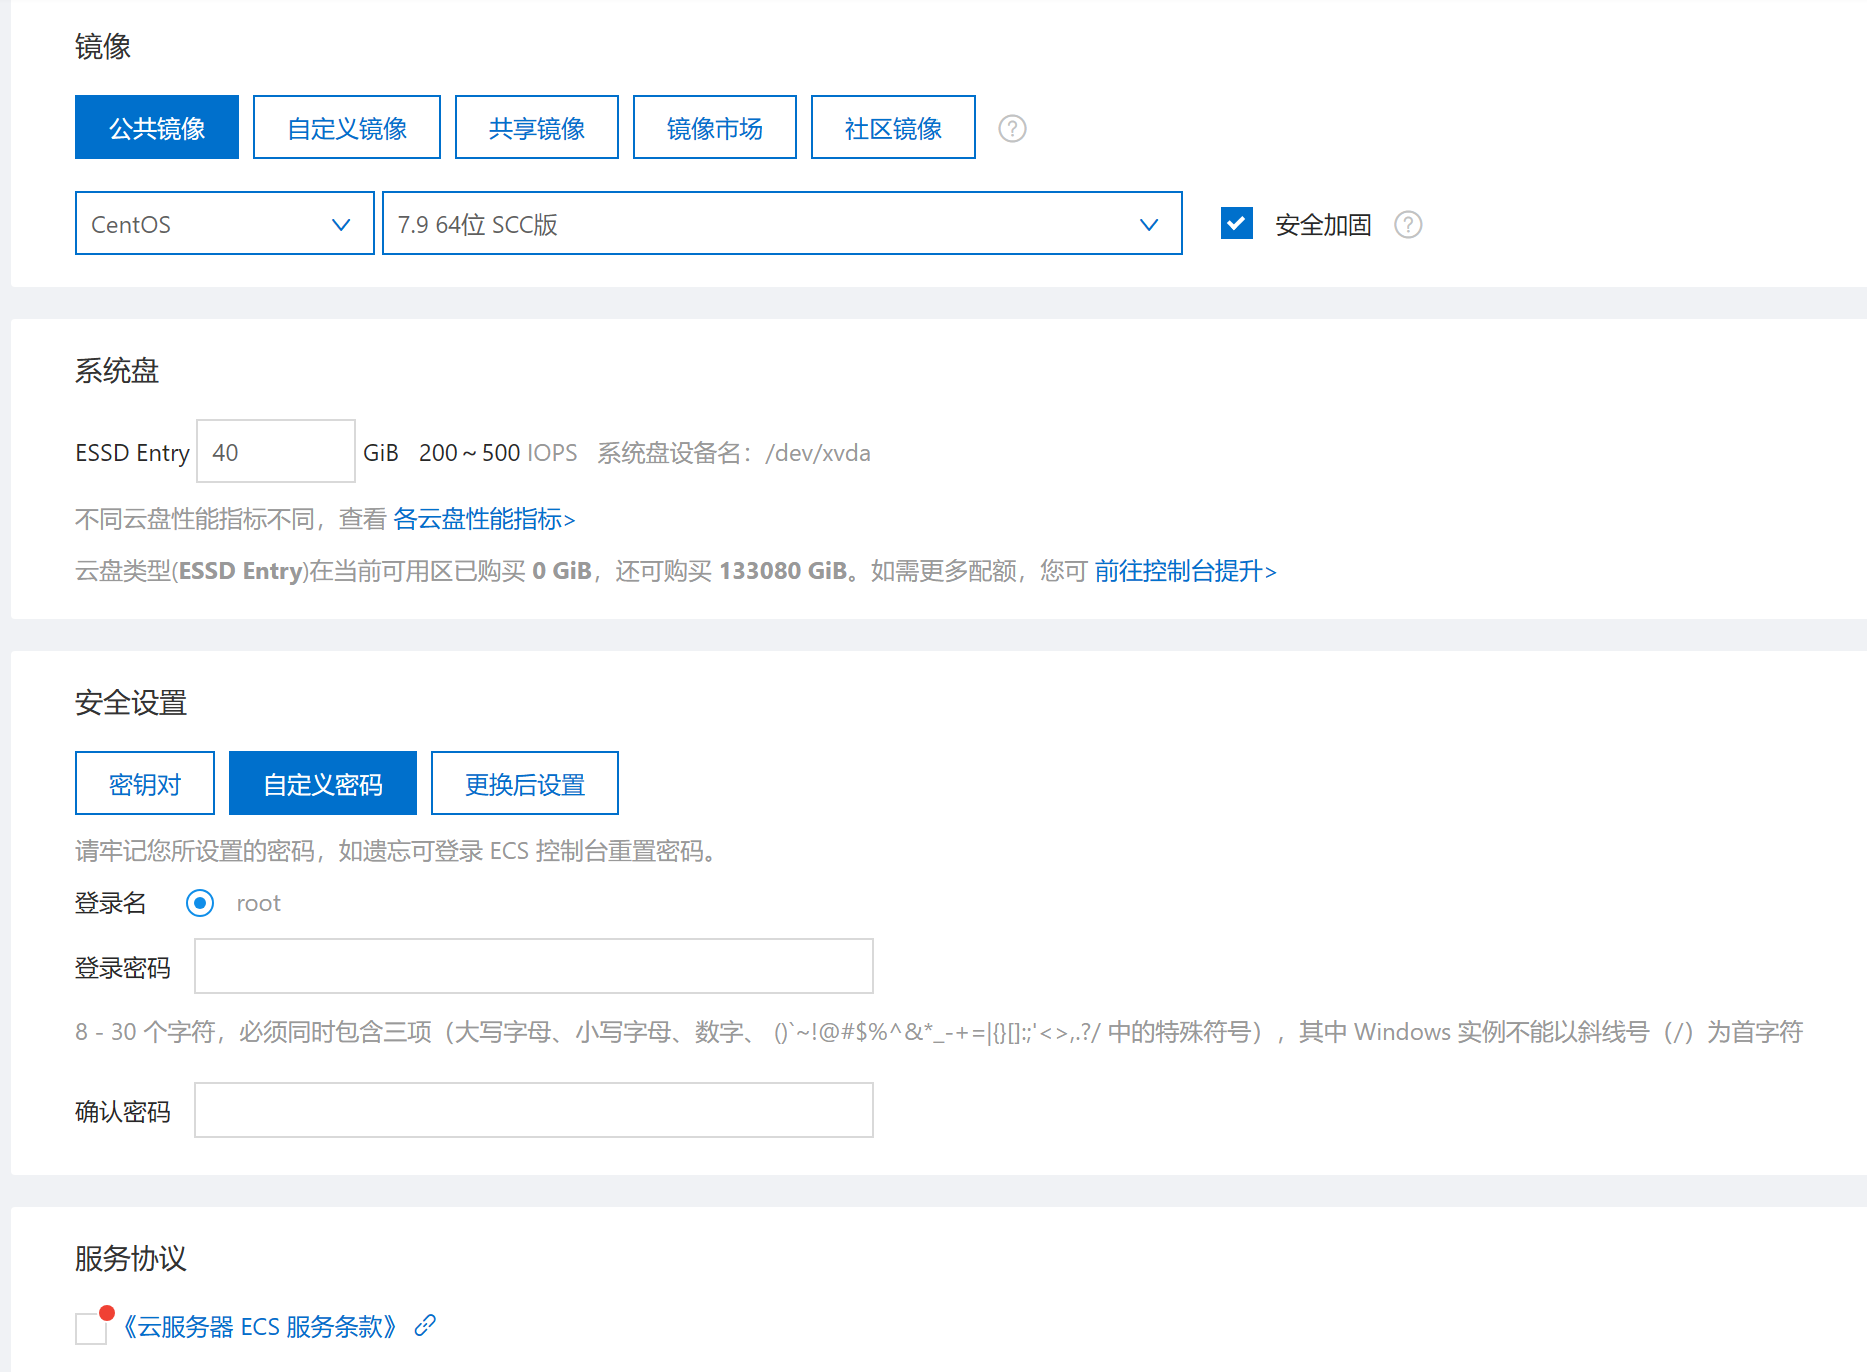 镜像
公共镜像 自定义镜像 共享镜像 镜像市场 社区镜像 ?
CentOS 7.9 64位 SCC版 安全加固 ?
系统盘
ESSD Entry 40 GiB 200～500 IOPS 系统盘设备名：/dev/xvda
不同云盘性能指标不同，查看 各云盘性能指标>
云盘类型(ESSD Entry)在当前可用区已购买 0 GiB，还可购买 133080 GiB。如需更多配额，您可 前往控制台提升>
安全设置
密钥对 自定义密码 更换后设置
请牢记您所设置的密码，如遗忘可登录 ECS 控制台重置密码。
登录名 root
登录密码
8 - 30 个字符，必须同时包含三项（大写字母、小写字母、数字、 ()`~!@#$%^&*_-+=|{}[]:;'<>,.?/ 中的特殊符号），其中 Windows 实例不能以斜线号（/）为首字符
确认密码
服务协议
《云服务器 ECS 服务条款》